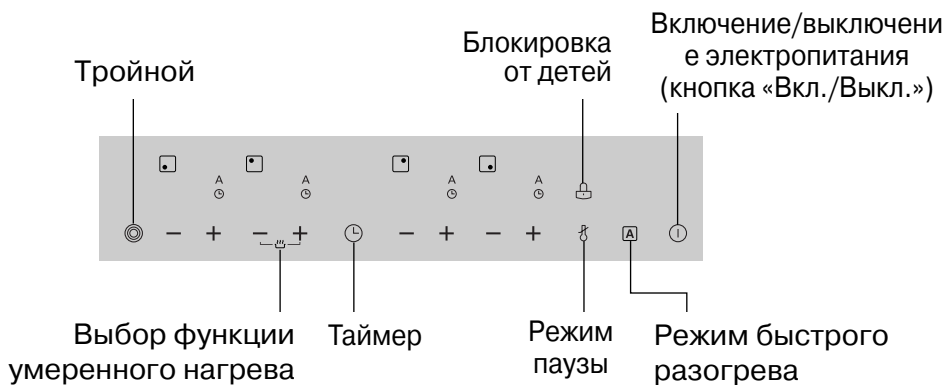 Тройной
Блокировка
от детей
Включение/выключени
е электропитания
(кнопка «Вкл./Выкл.»)
A A A A
− + − + − + − + A
Выбор функции
умеренного нагрева
Таймер
Режим
паузы
Режим быстрого
разогрева